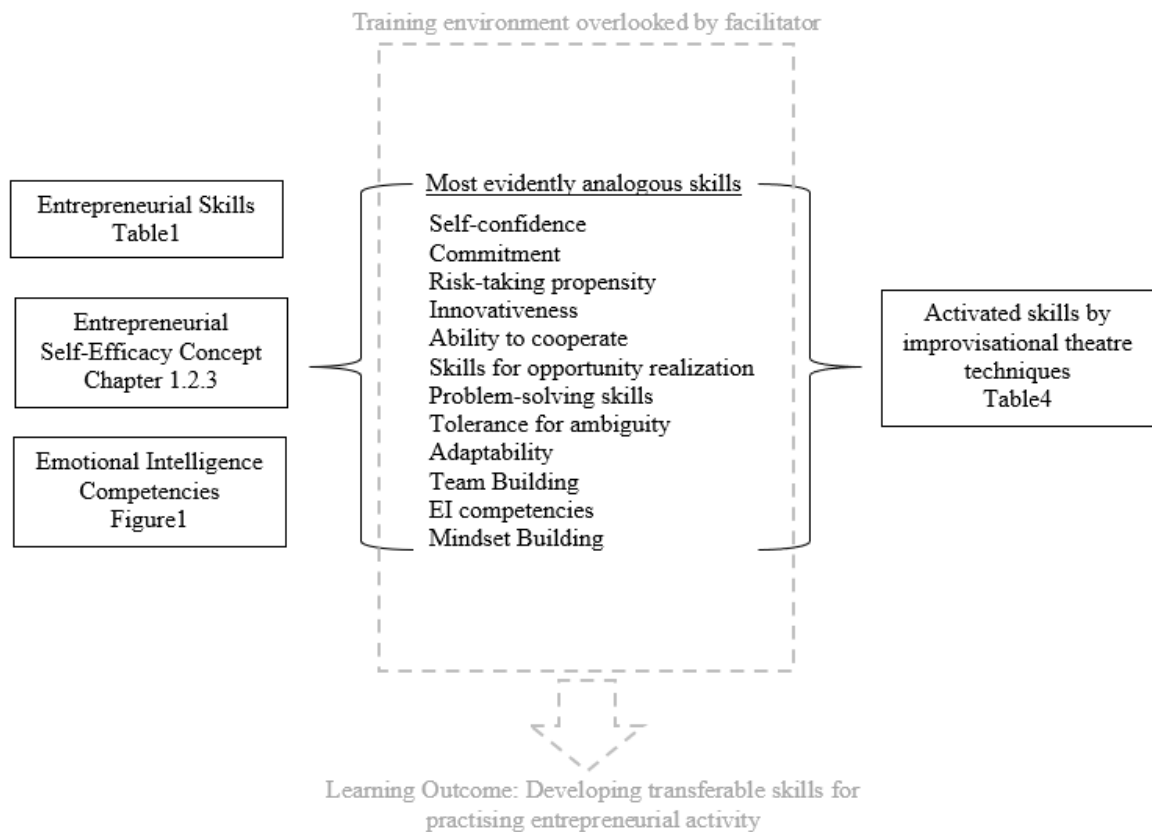 Training environment overlooked by facilitator
Entrepreneurial Skills
Table1
Entrepreneurial
Self-Efficacy Concept
Chapter 1.2.3
Emotional Intelligence
Competencies
Figure1
Most evidently analogous skills
Self-confidence
Commitment
Risk-taking propensity
Innovativeness
Ability to cooperate
Skills for opportunity realization
Problem-solving skills
Tolerance for ambiguity
Adaptability
Team Building
EI competencies
Mindset Building
Activated skills by
improvisational theatre
techniques
Table4
Learning Outcome: Developing transferable skills for
practising entrepreneurial activity